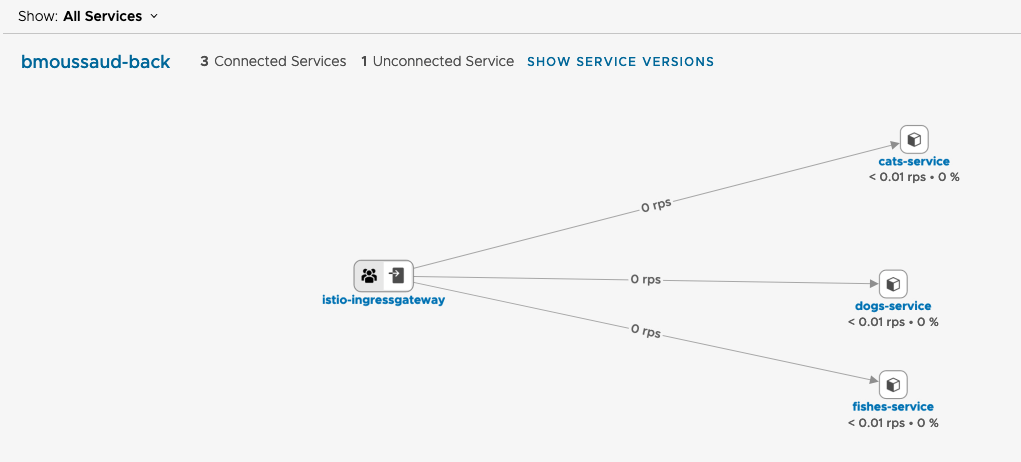 Show: All Services
bmoussaud-back 3 Connected Services 1 Unconnected Service SHOW SERVICE VERSIONS
cats-service
< 0.01 rps • 0 %
0 rps
istio-ingressgateway
0 rps
dogs-service
< 0.01 rps • 0 %
0 rps
fishes-service
< 0.01 rps • 0 %